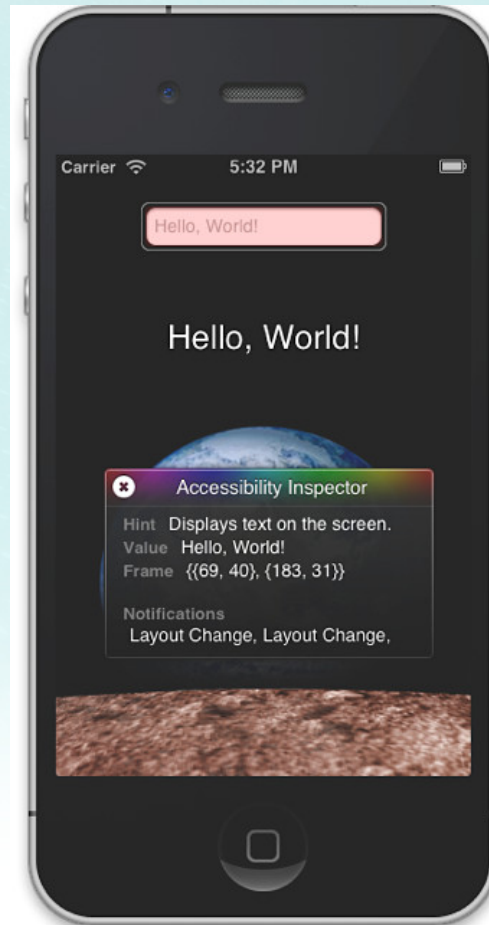 Carrier 5:32 PM
Hello, World!
Hello, World!
Accessibility Inspector
Hint Displays text on the screen.
Value Hello, World!
Frame {{69, 40}, {183, 31}}
Notifications
Layout Change, Layout Change,